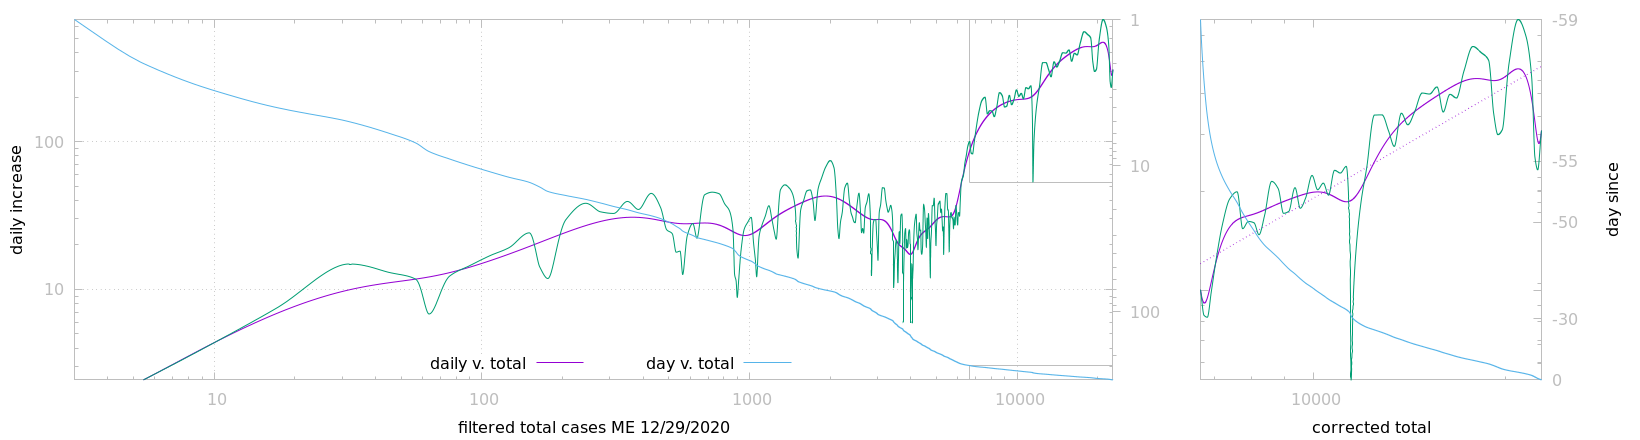 daily increase
100
10
1
10
100
daily v. total
day v. total
10
100
1000
10000
filtered total cases ME 12/29/2020
-59
-55
-50
-30
0
day since
10000
corrected total